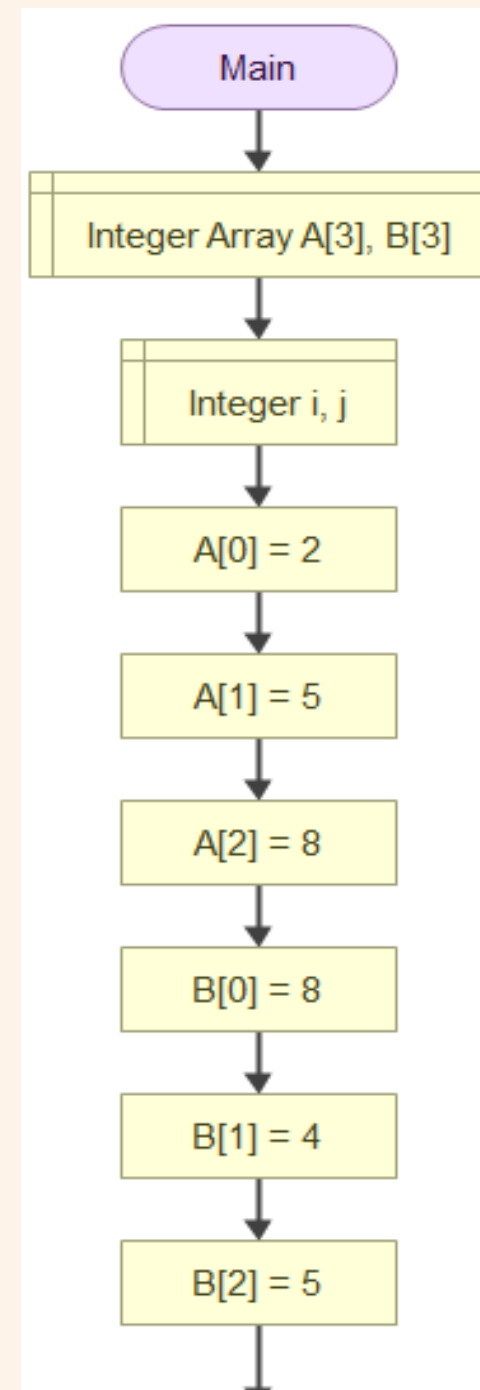 Main
Integer Array A[3], B[3]
Integer i, j
A[0] = 2
A[1] = 5
A[2] = 8
B[0] = 8
B[1] = 4
B[2] = 5